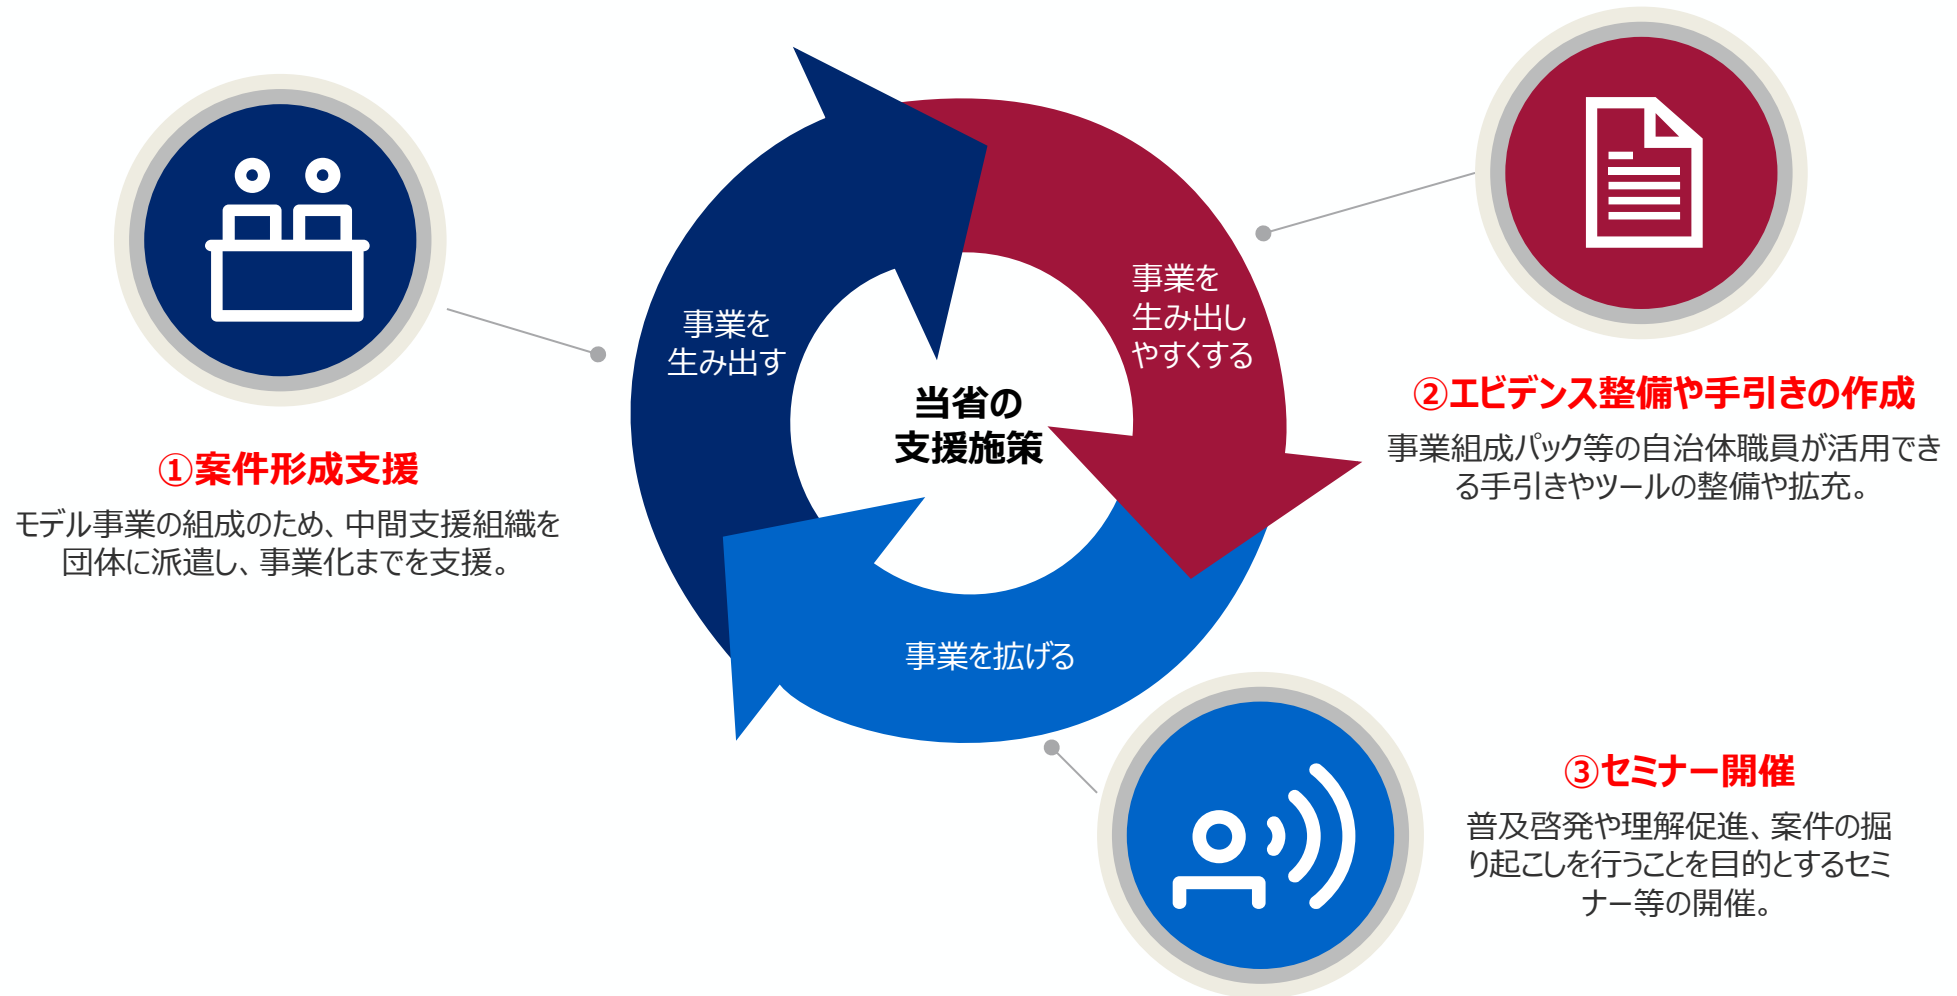 事業を
生み出す
事業を
生み出し
やすくする
当省の
支援施策
事業を拡げる
①案件形成支援
モデル事業の組成のため、中間支援組織を
団体に派遣し、事業化までを支援。
②エビデンス整備や手引きの作成
事業組成パック等の自治体職員が活用でき
る手引きやツールの整備や拡充。
③セミナー開催
普及啓発や理解促進、案件の掘
り起こしを行うことを目的とするセミ
ナー等の開催。